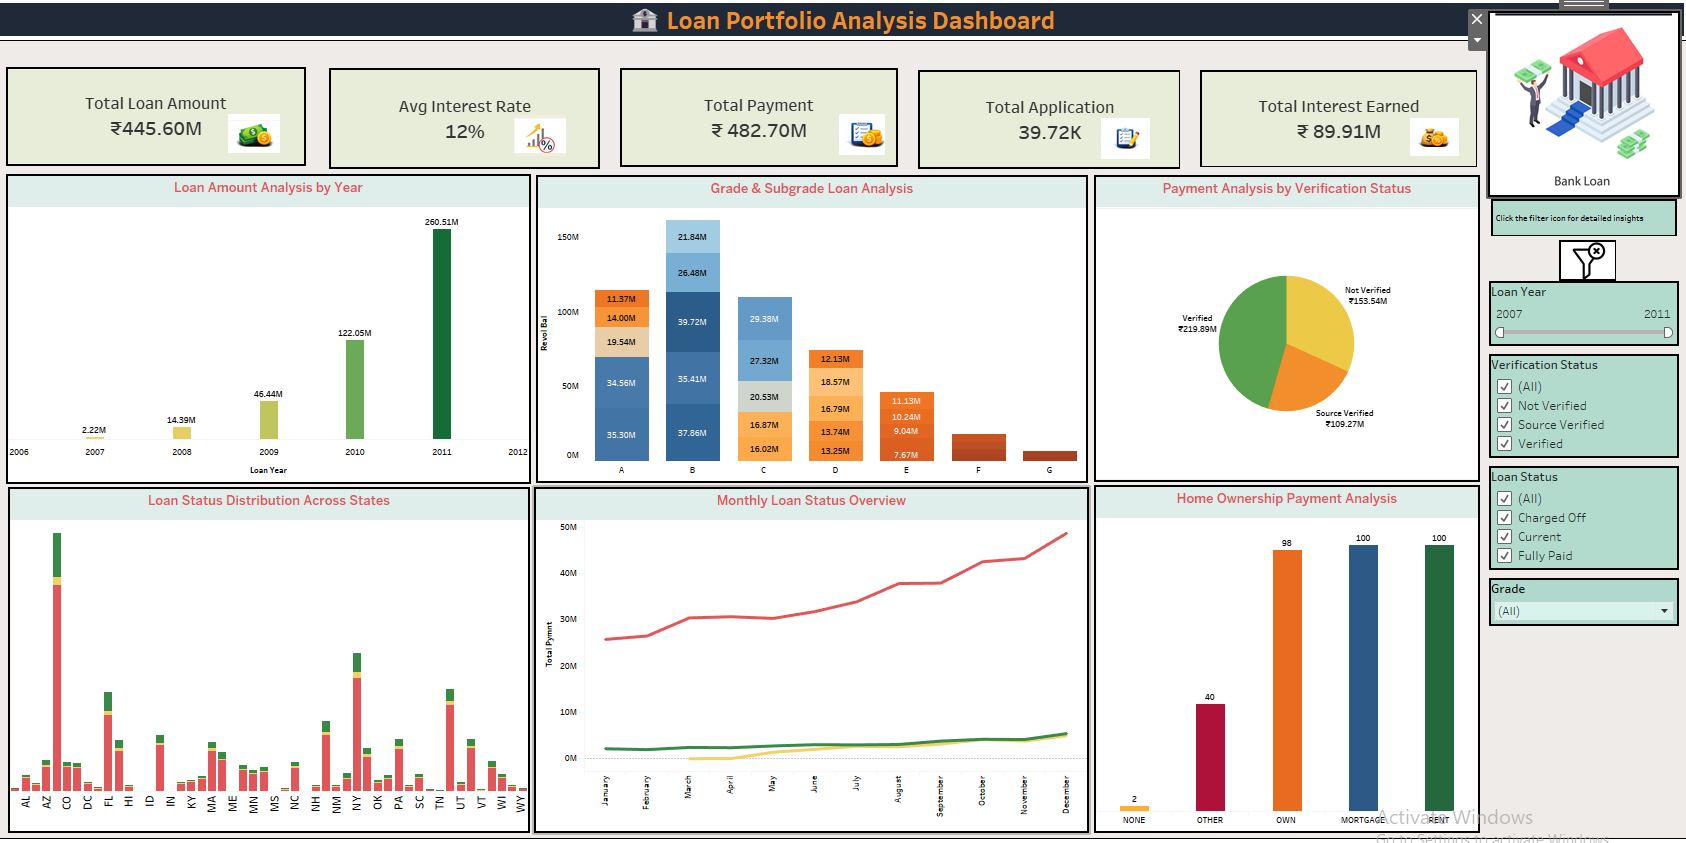 Loan Portfolio Analysis Dashboard
Total Loan Amount
₹445.60M
Avg Interest Rate
12%
Total Payment
₹ 482.70M
Total Application
39.72K
Total Interest Earned
₹ 89.91M
Bank Loan
Click the filter icon for detailed insights
Loan Year
2007 2011
Verification Status
(All)
Not Verified
Source Verified
Verified
Loan Status
(All)
Charged Off
Current
Fully Paid
Grade
(All)
Loan Amount Analysis by Year
260.51M
122.05M
46.44M
14.39M
2.22M
2006 2007 2008 2009 2010 2011 2012
Loan Year
Grade & Subgrade Loan Analysis
Revol Bal
150M
100M
50M
0M
11.37M
14.00M
19.54M
34.56M
35.30M
21.84M
26.48M
39.72M
35.41M
37.86M
29.38M
27.32M
20.53M
16.87M
16.02M
12.13M
18.57M
16.79M
13.74M
13.25M
11.13M
10.24M
9.04M
7.67M
A B C D E F G
Payment Analysis by Verification Status
Not Verified
₹153.54M
Verified
₹219.89M
Source Verified
₹109.27M
Loan Status Distribution Across States
AL AZ CO DC FL HI ID IN KY MA ME MN MS NC NH NM NY OK PA SC TN UT VT WI WY
Monthly Loan Status Overview
Total Pymnt
50M
40M
30M
20M
10M
0M
January February March April May June July August September October November December
Home Ownership Payment Analysis
2 40 98 100 100
NONE OTHER OWN MORTGAGE RENT
Activate Windows
Go to Settings to activate Windows.